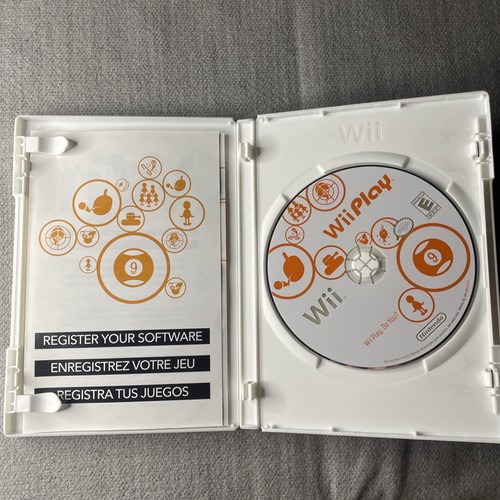 9
REGISTER YOUR SOFTWARE
ENREGISTREZ VOTRE JEU
REGISTRA TUS JUEGOS
Wii
Wii Play
E
9
Wii
Wii Play. Do You?
Nintendo